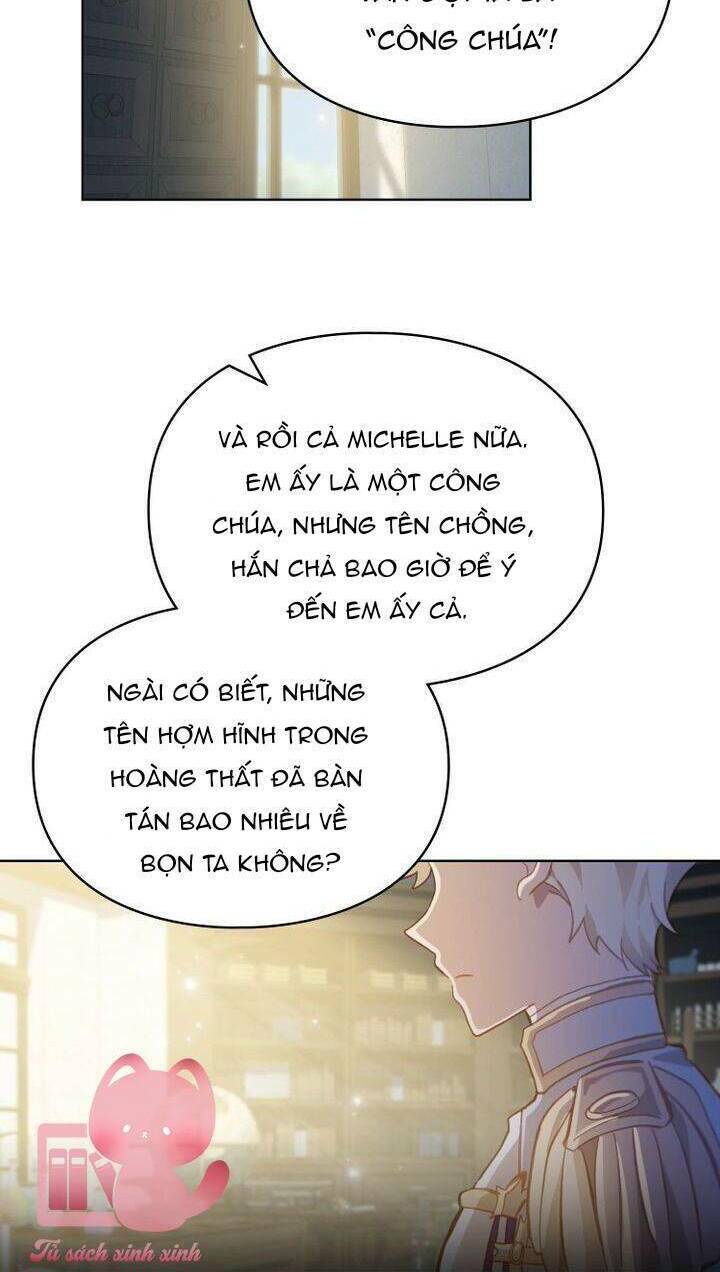 “CÔNG CHÚA”!
VÀ RỒI CẢ MICHELLE NỮA.
EM ẤY LÀ MỘT CÔNG
CHÚA, NHƯNG TÊN CHỒNG,
HẮN CHẢ BAO GIỜ ĐỂ Ý
ĐẾN EM ẤY CẢ.
NGÀI CÓ BIẾT, NHỮNG
TÊN HỢM HĨNH TRONG
HOÀNG THẤT ĐÃ BÀN
TÁN BAO NHIÊU VỀ
BỌN TA KHÔNG?
Tủ sách xinh xinh